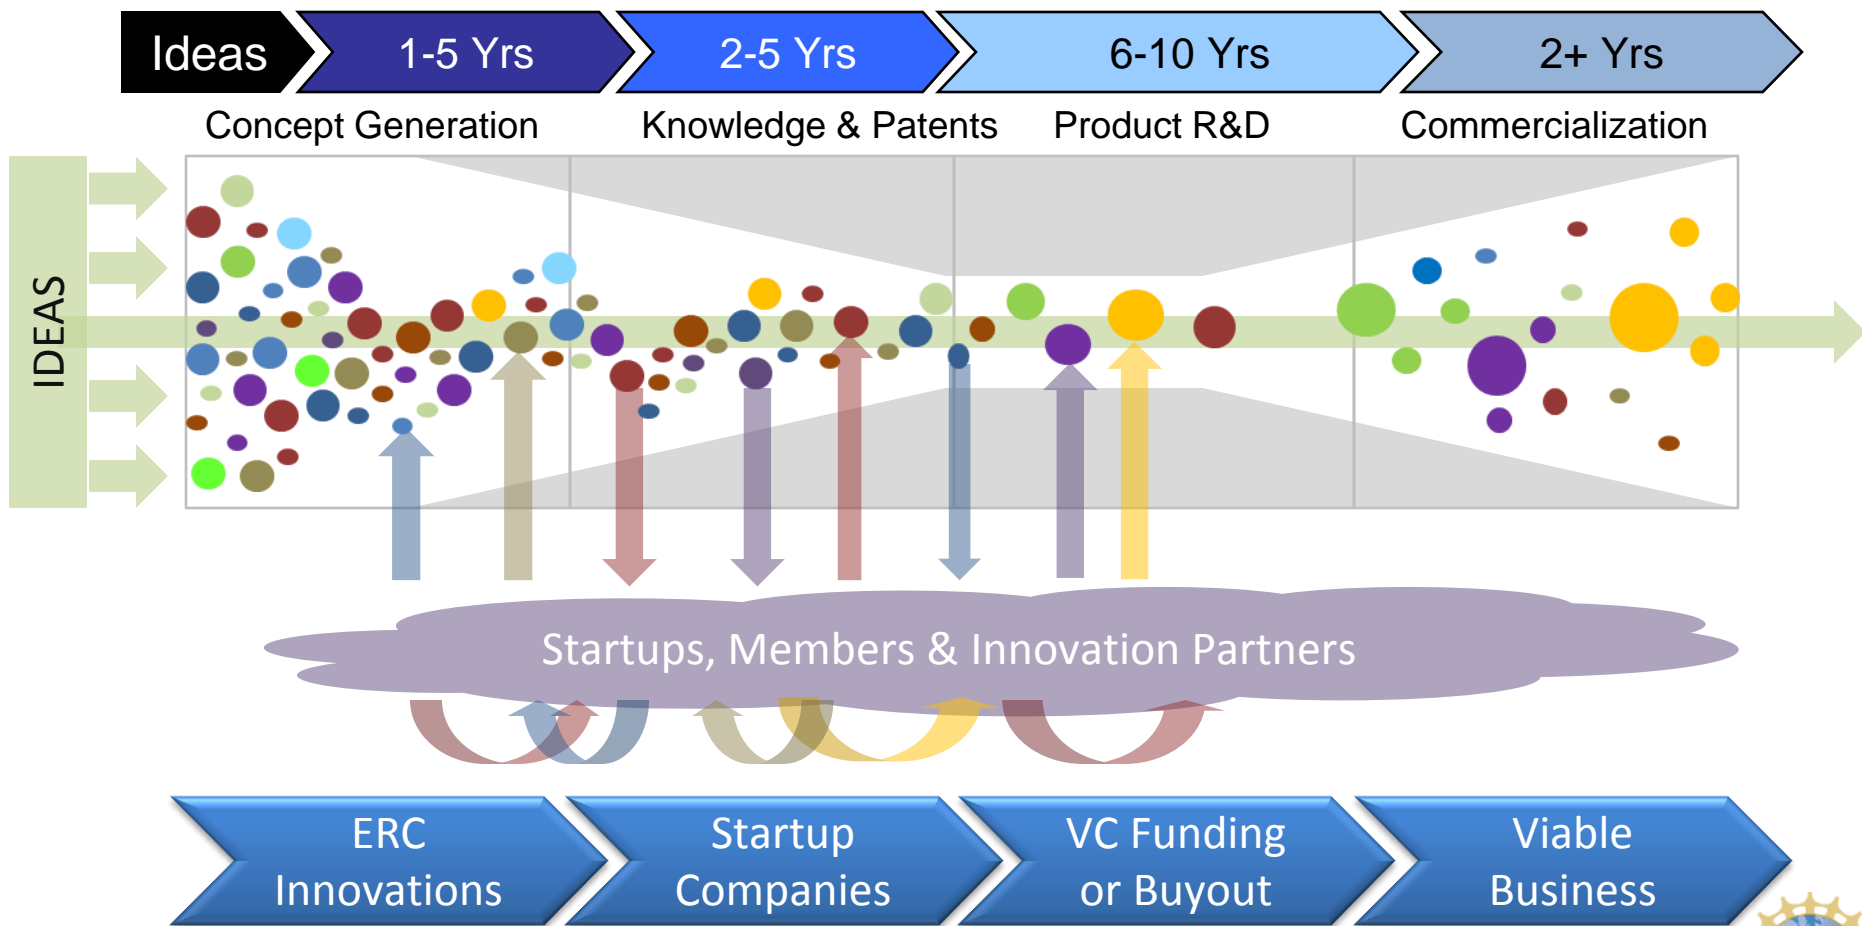 Ideas
1-5 Yrs
2-5 Yrs
6-10 Yrs
2+ Yrs
Concept Generation
Knowledge & Patents
Product R&D
Commercialization
IDEAS
Startups, Members & Innovation Partners
ERC
Innovations
Startup
Companies
VC Funding
or Buyout
Viable
Business